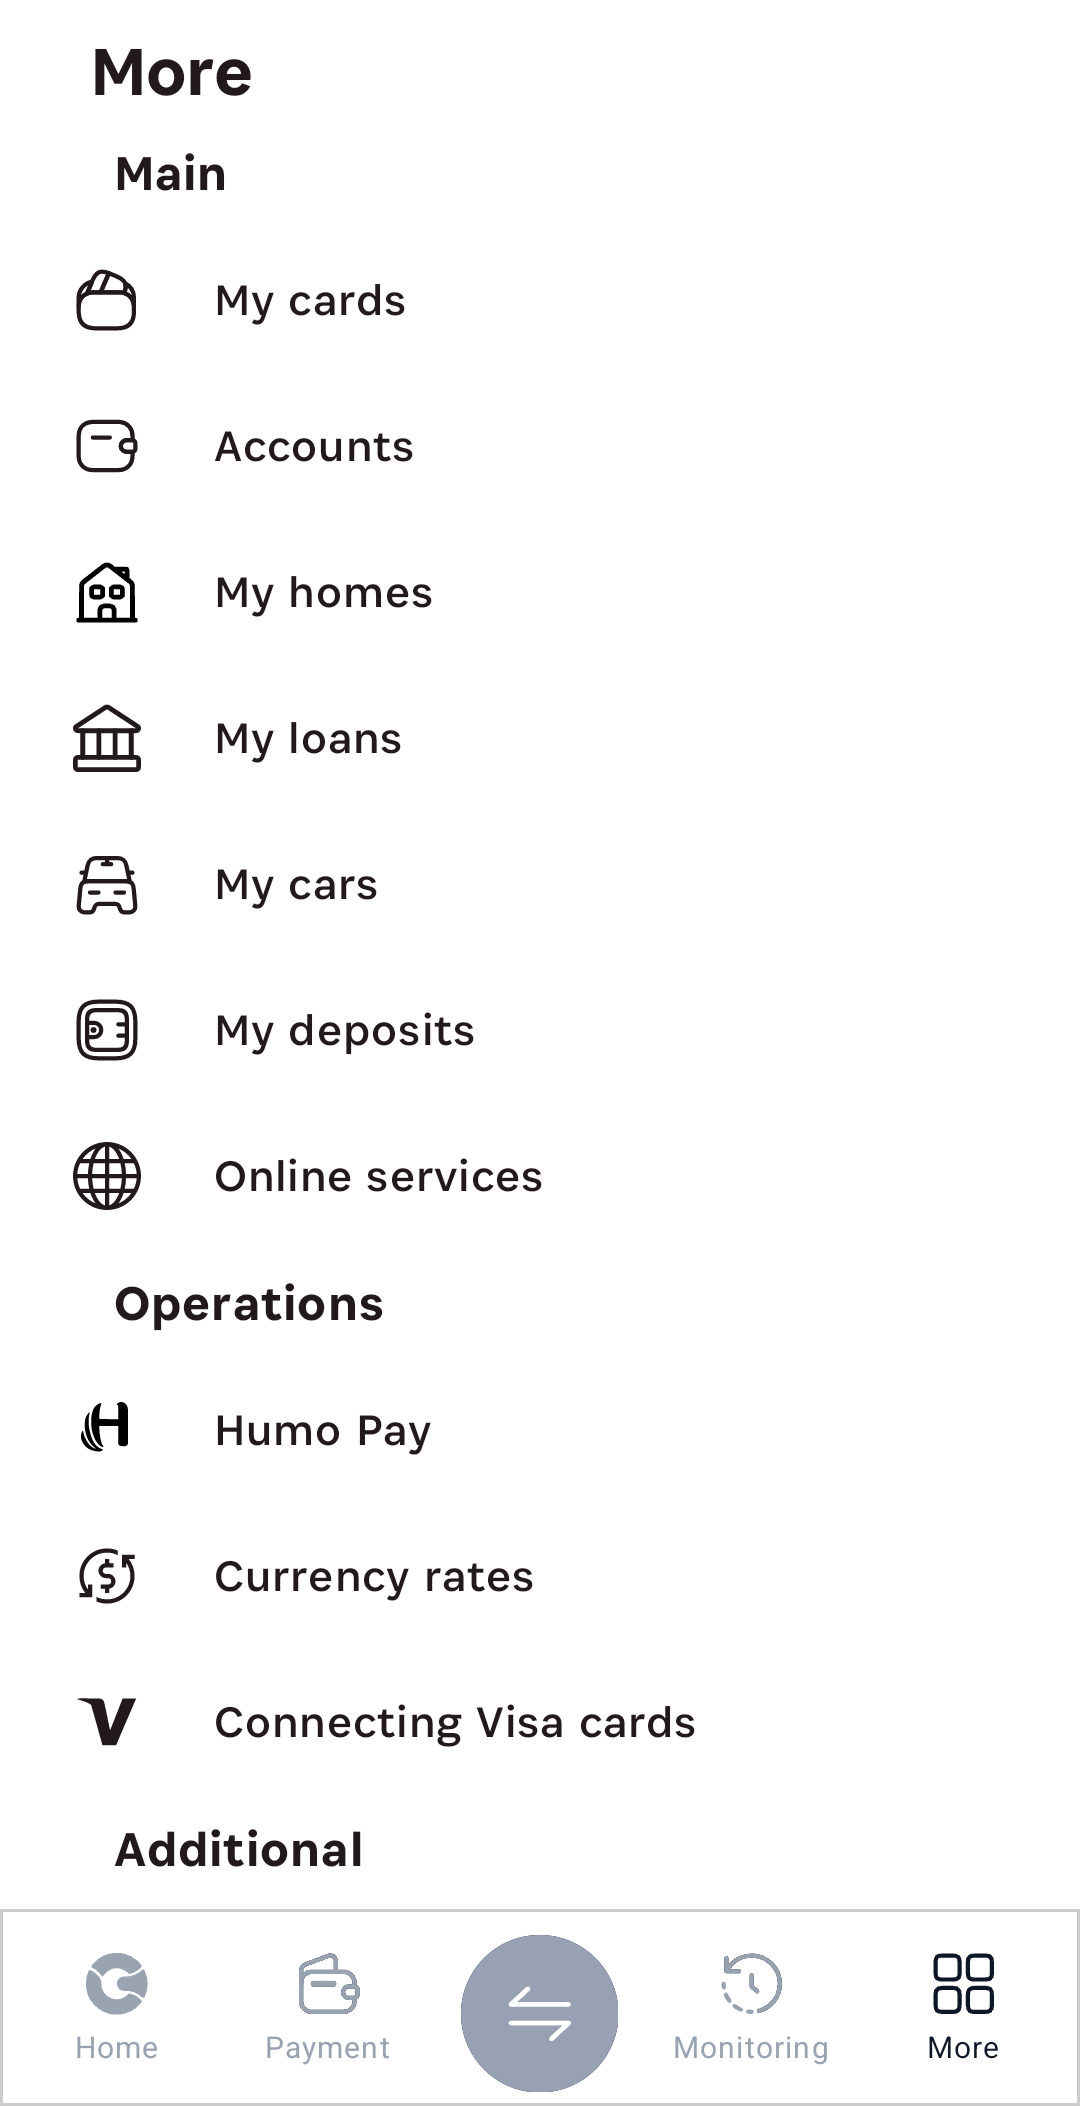 More
Main
My cards
Accounts
My homes
My loans
My cars
My deposits
Online services
Operations
Humo Pay
Currency rates
Connecting Visa cards
Additional
Home
Payment
Monitoring
More